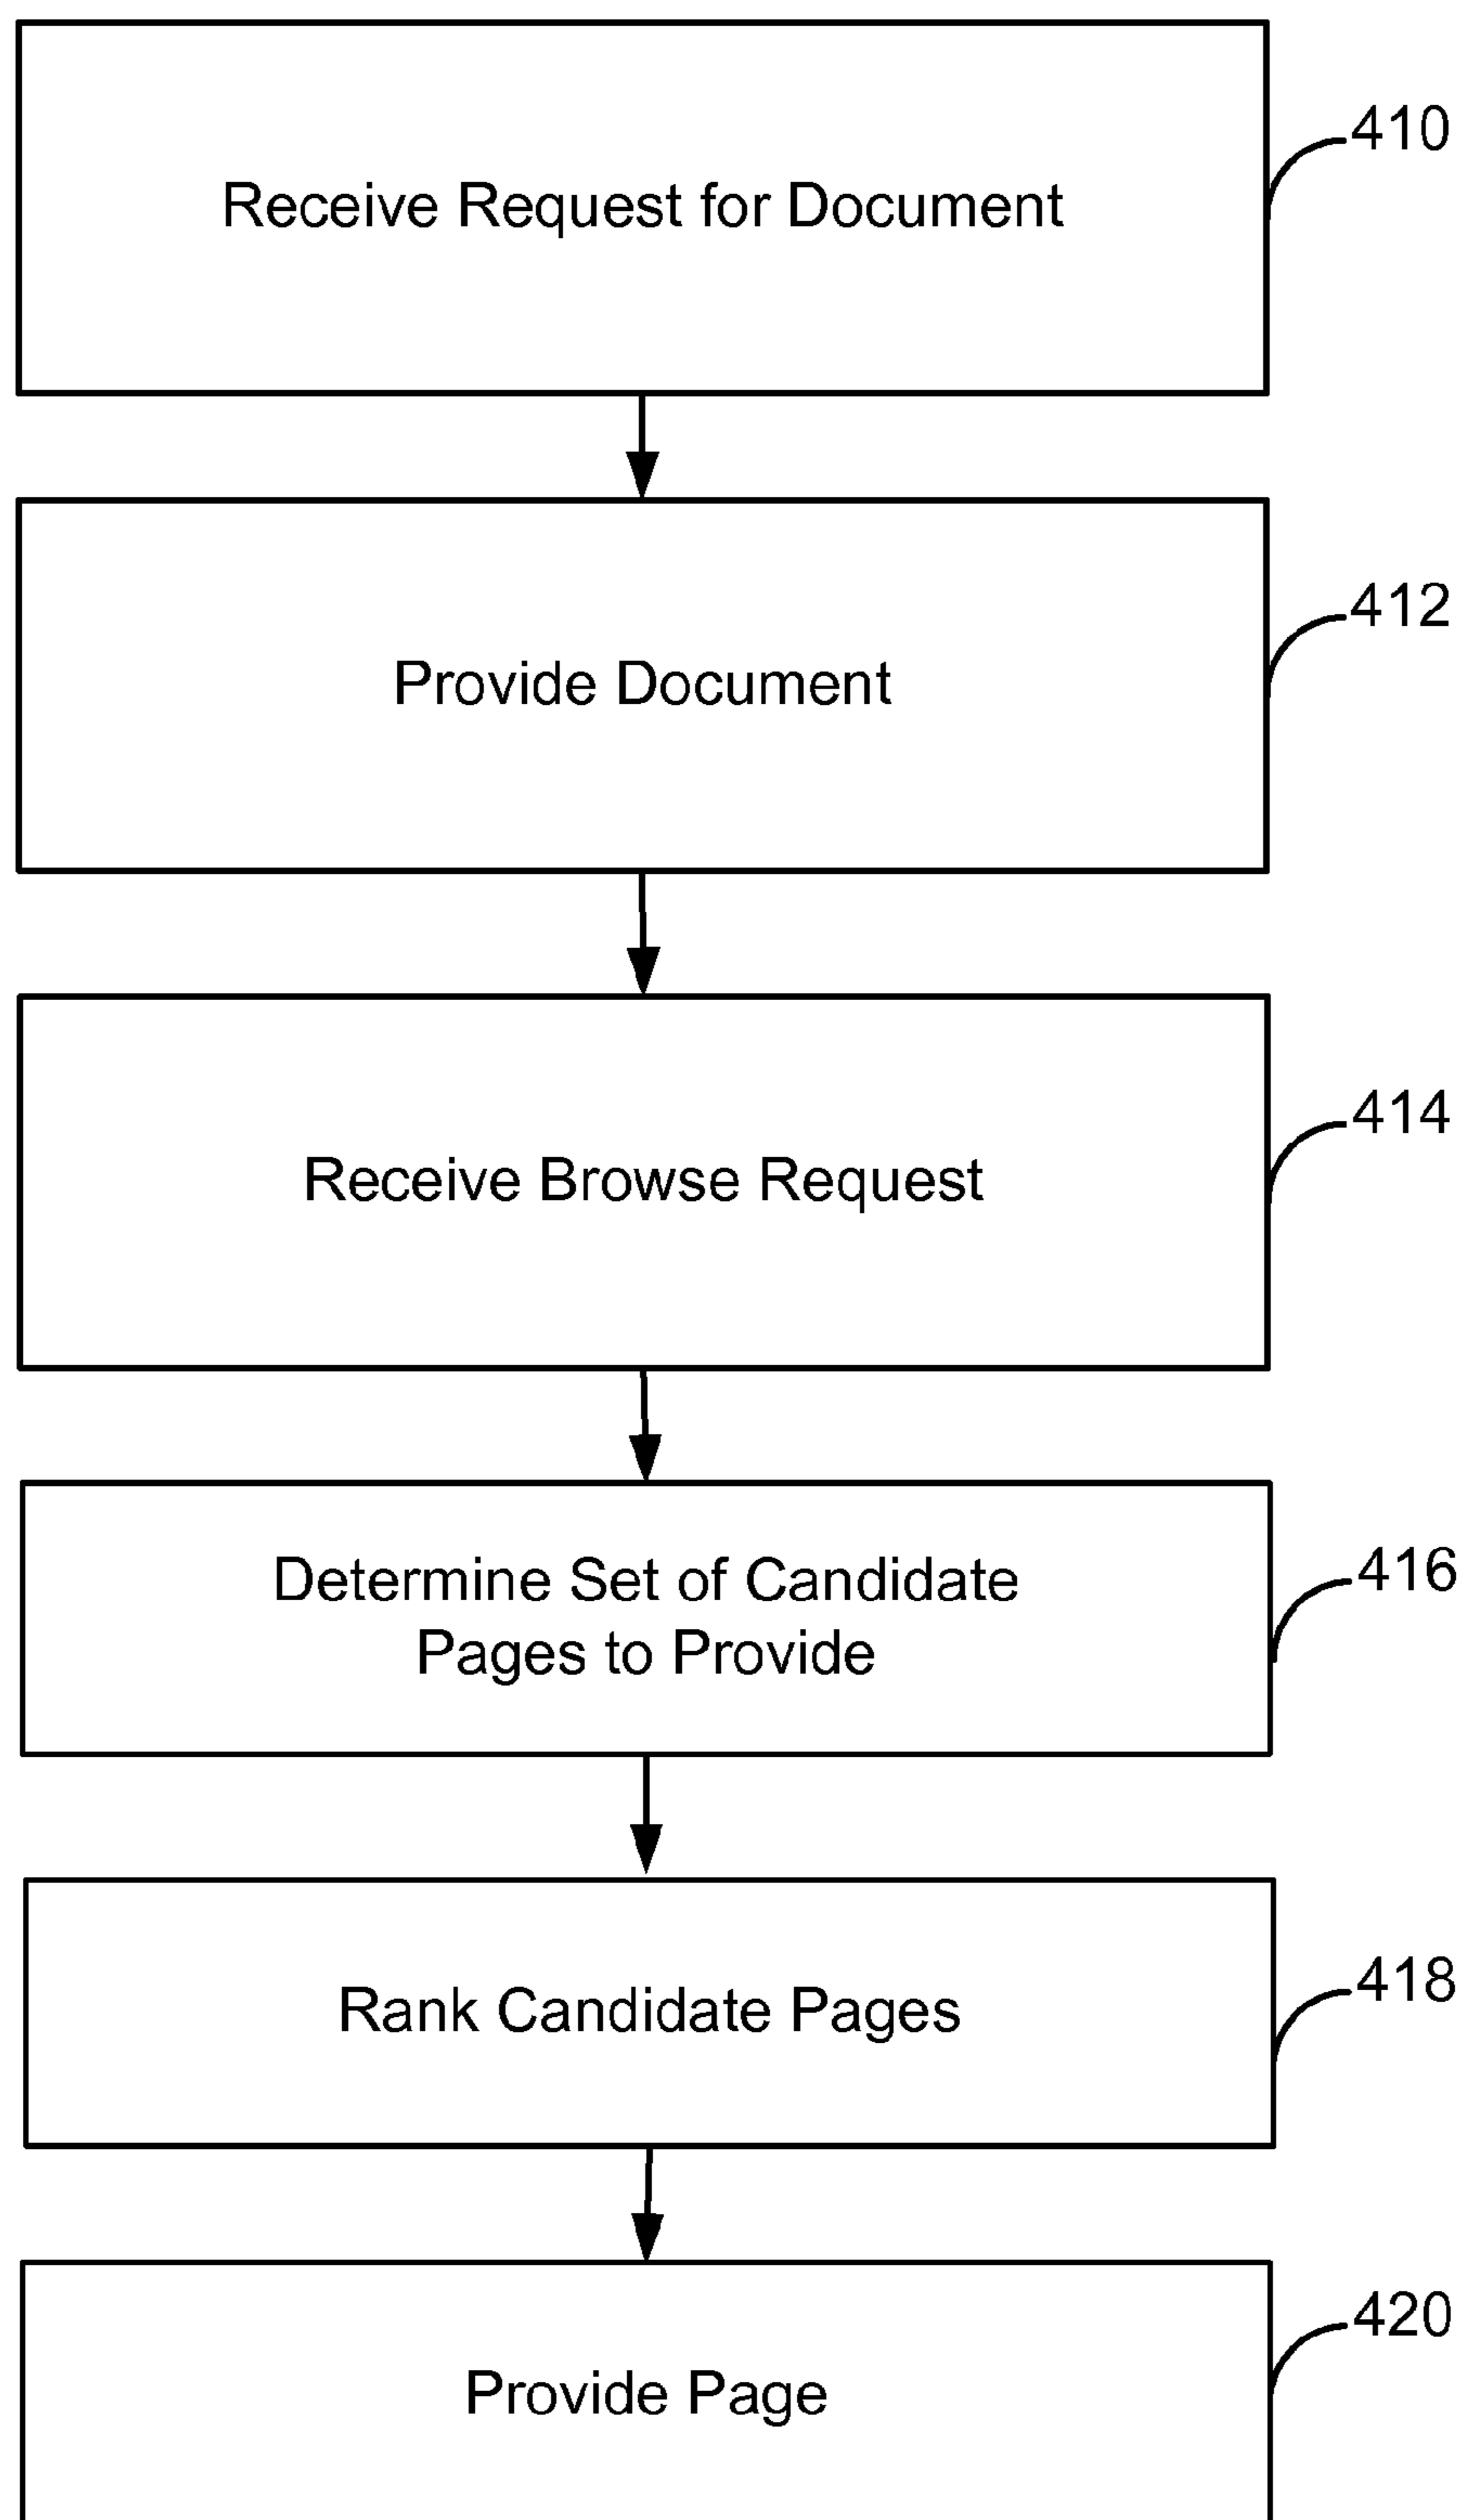 410
Receive Request for Document
412
Provide Document
414
Receive Browse Request
416
Determine Set of Candidate
Pages to Provide
418
Rank Candidate Pages
420
Provide Page